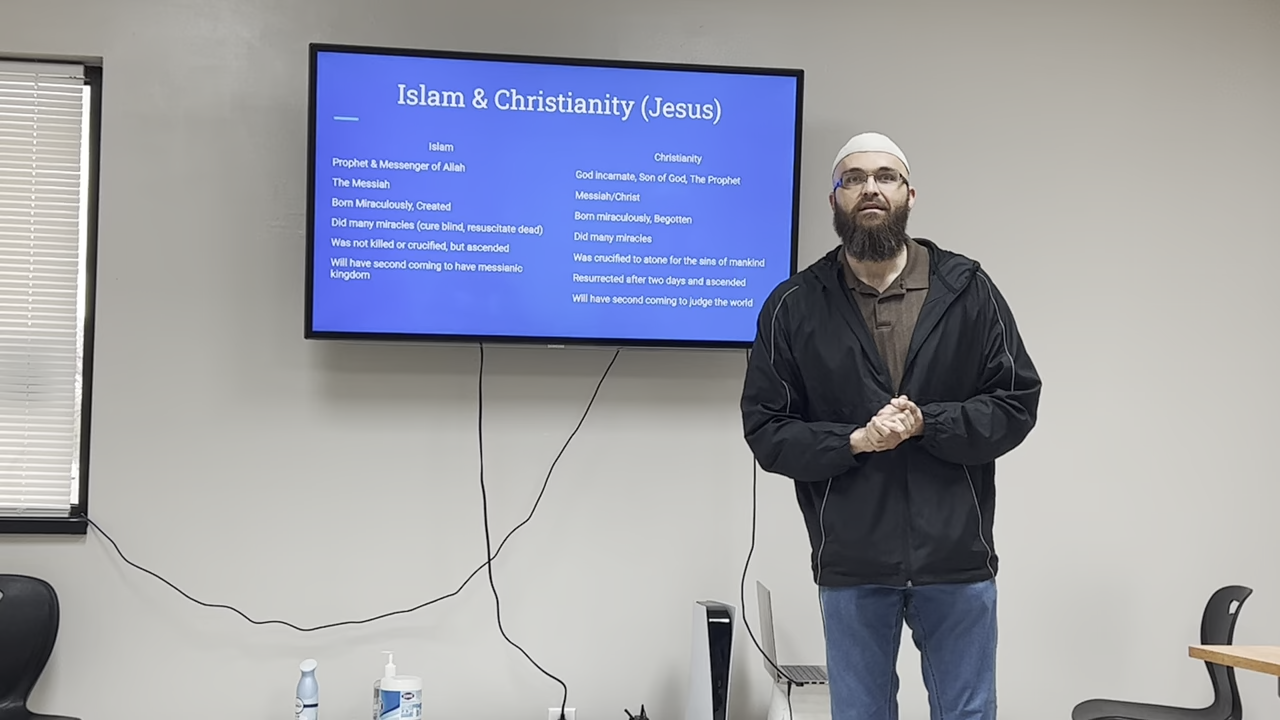 Islam & Christianity (Jesus)
Islam
Prophet & Messenger of Allah
The Messiah
Born Miraculously, Created
Did many miracles (cure blind, resuscitate dead)
Was not killed or crucified, but ascended
Will have second coming to have messianic
kingdom
Christianity
God incarnate, Son of God, The Prophet
Messiah/Christ
Born miraculously, Begotten
Did many miracles
Was crucified to atone for the sins of mankind
Resurrected after two days and ascended
Will have second coming to judge the world